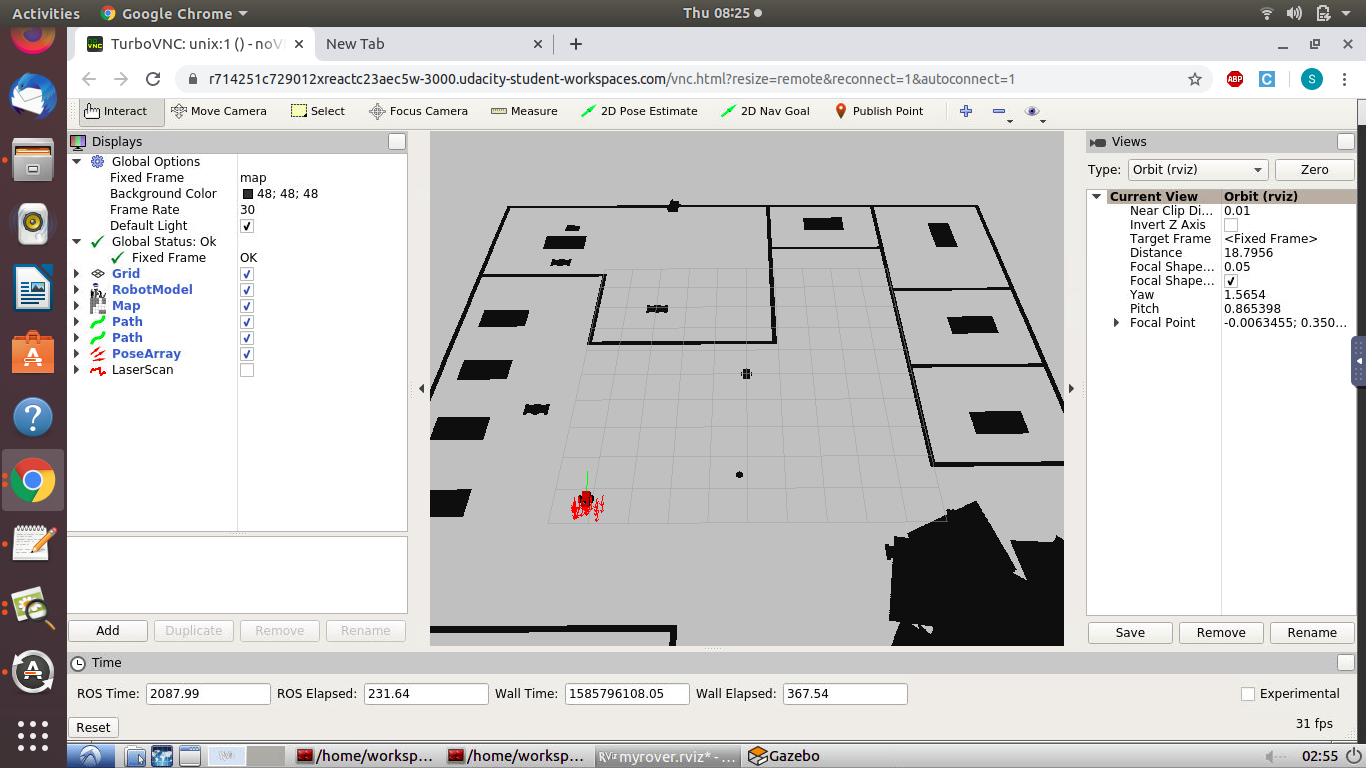 Activities
Google Chrome
Thu 08:25
TurboVNC: unix:1 () - noV
New Tab
r714251c729012xreactc23aec5w-3000.udacity-student-workspaces.com/vnc.html?resize=remote&reconnect=1&autoconnect=1
ABP
C
S
Interact
Move Camera
Select
Focus Camera
Measure
2D Pose Estimate
2D Nav Goal
Publish Point
Displays
Global Options
Fixed Frame map
Background Color 48; 48; 48
Frame Rate 30
Default Light
Global Status: Ok
Fixed Frame OK
Grid
RobotModel
Map
Path
Path
PoseArray
LaserScan
Add
Duplicate
Remove
Rename
Views
Type: Orbit (rviz) Zero
Current View Orbit (rviz)
Near Clip Di... 0.01
Invert Z Axis
Target Frame <Fixed Frame>
Distance 18.7956
Focal Shape... 0.05
Focal Shape...
Yaw 1.5654
Pitch 0.865398
Focal Point -0.0063455; 0.350...
Save
Remove
Rename
Time
ROS Time: 2087.99 ROS Elapsed: 231.64 Wall Time: 1585796108.05 Wall Elapsed: 367.54 Experimental
Reset
31 fps
/home/worksp...
/home/worksp...
RViz myrover.rviz* - ...
Gazebo
02:55